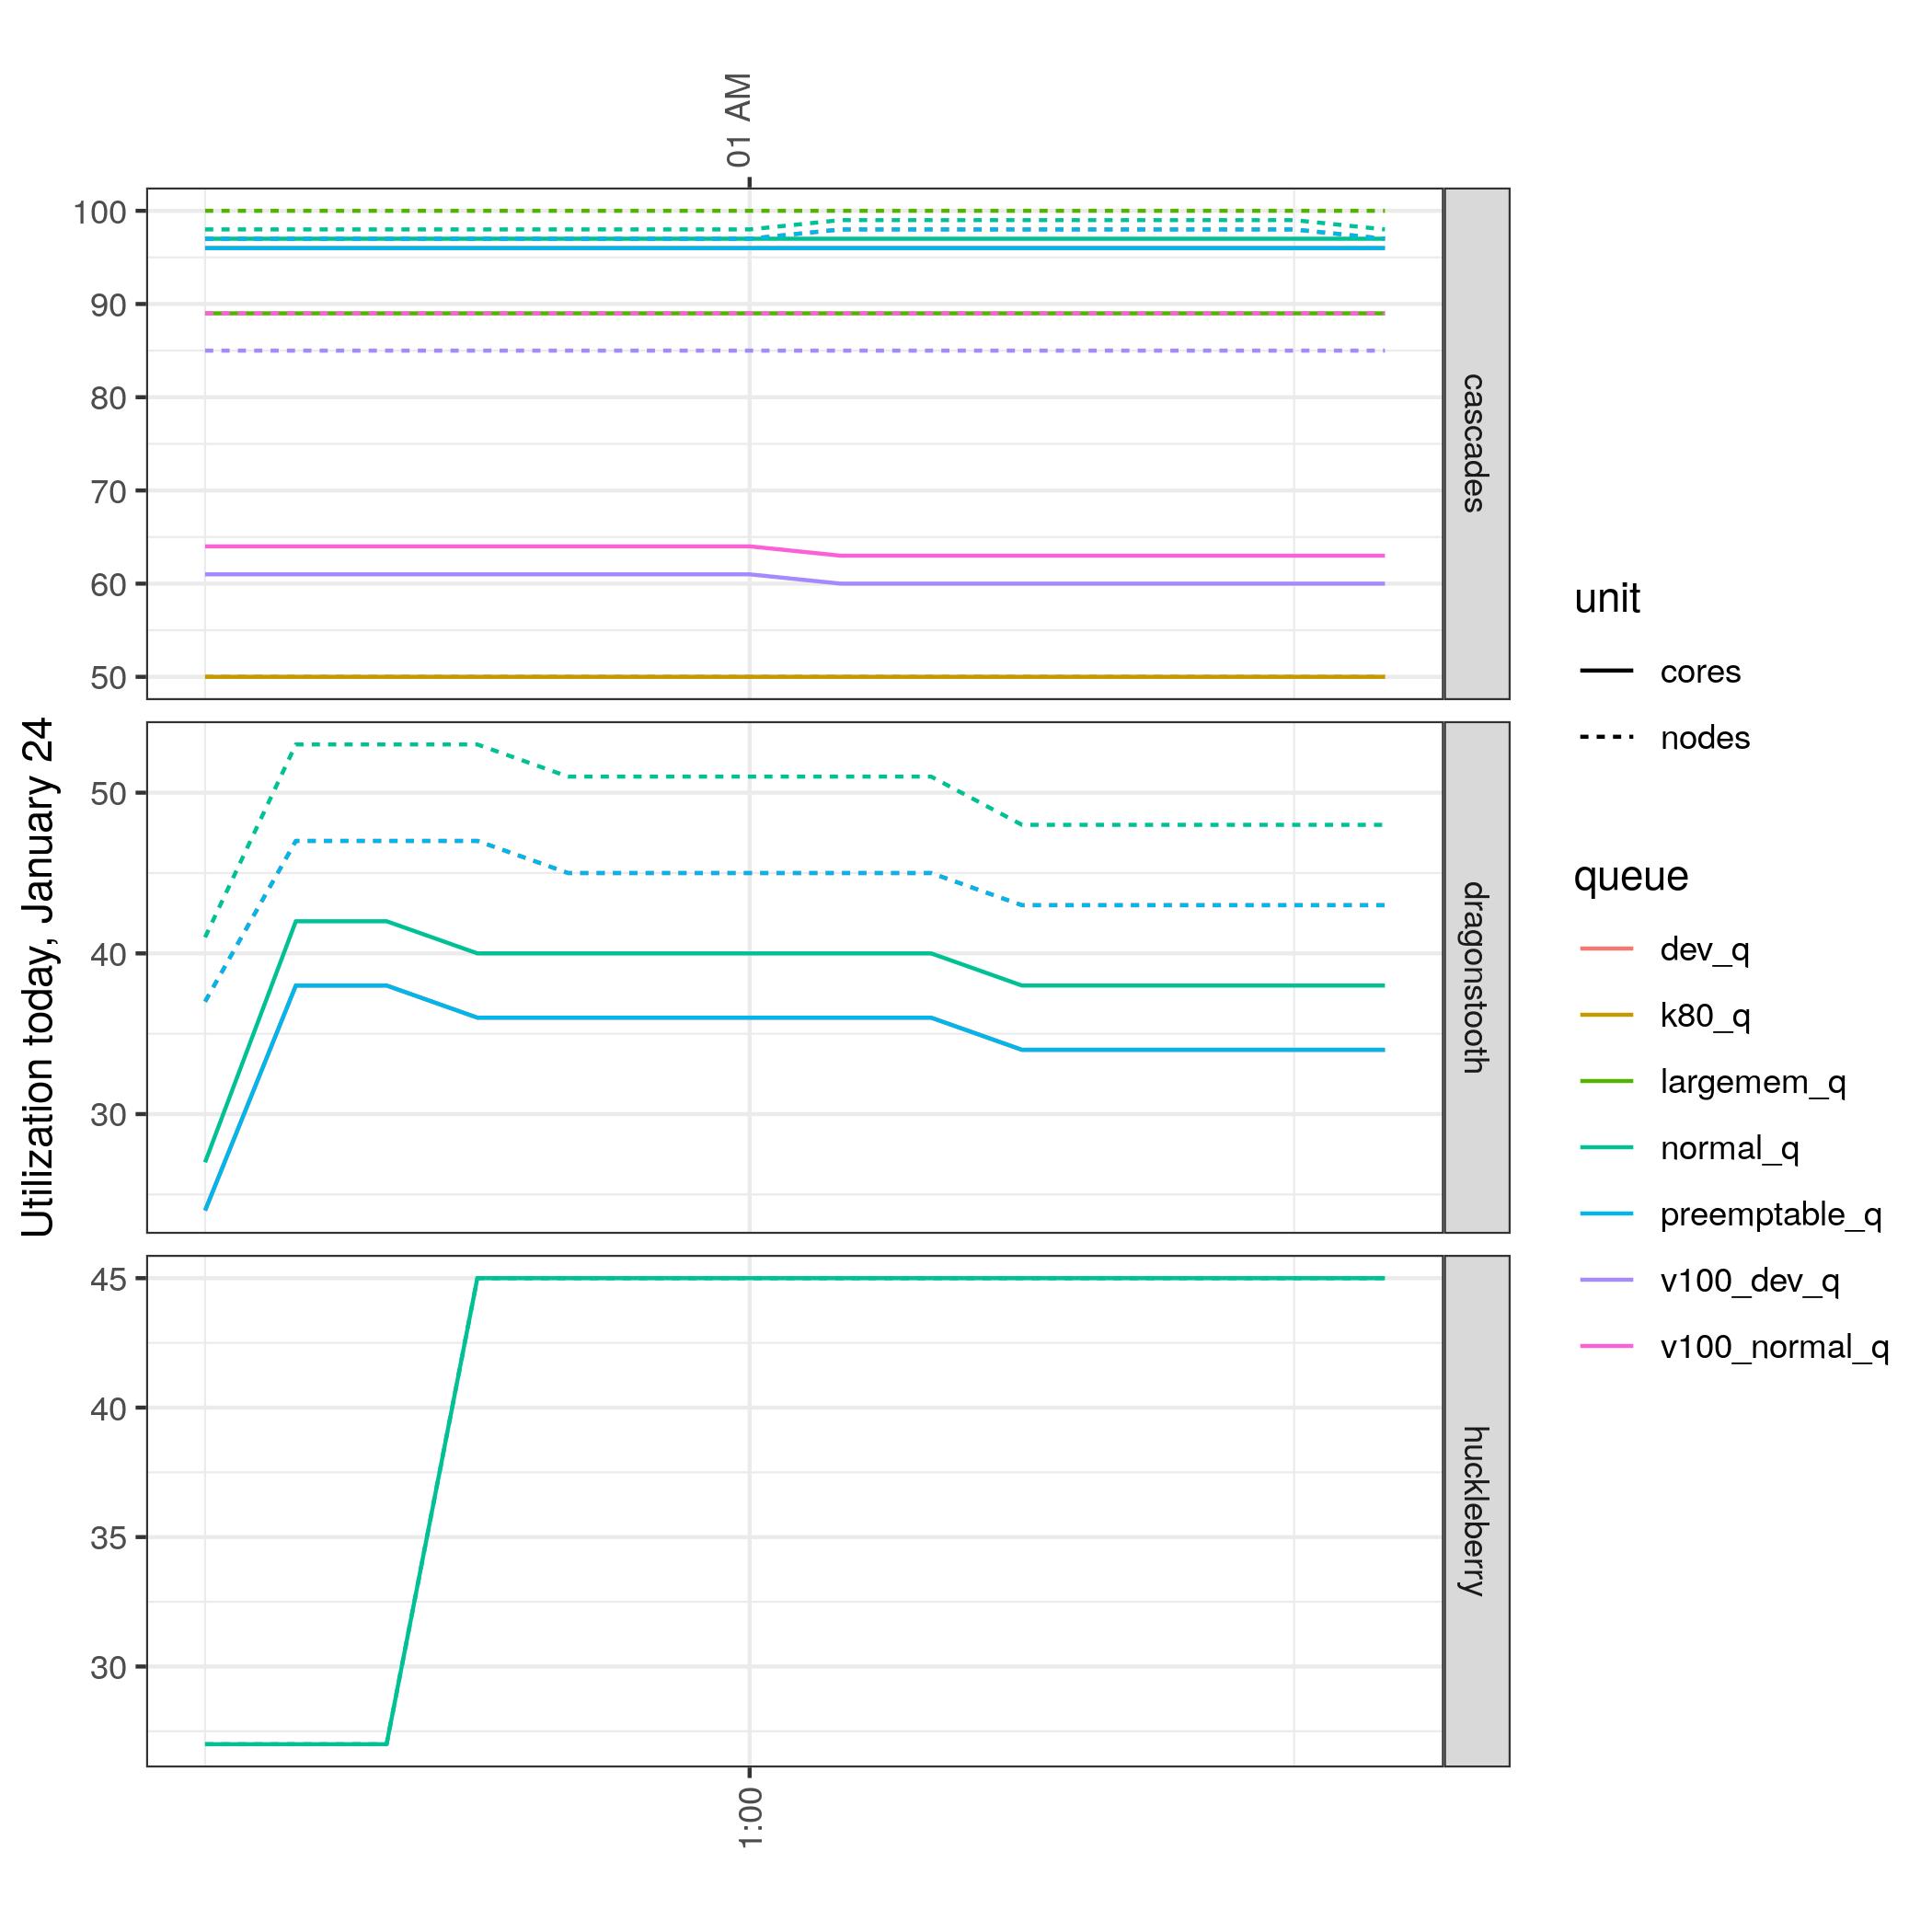 01 AM
100
90
80
70
60
50
cascades
Utilization today, January 24
50
40
30
dragonstooth
45
40
35
30
huckleberry
1:00
unit
cores
nodes
queue
dev_q
k80_q
largemem_q
normal_q
preemptable_q
v100_dev_q
v100_normal_q